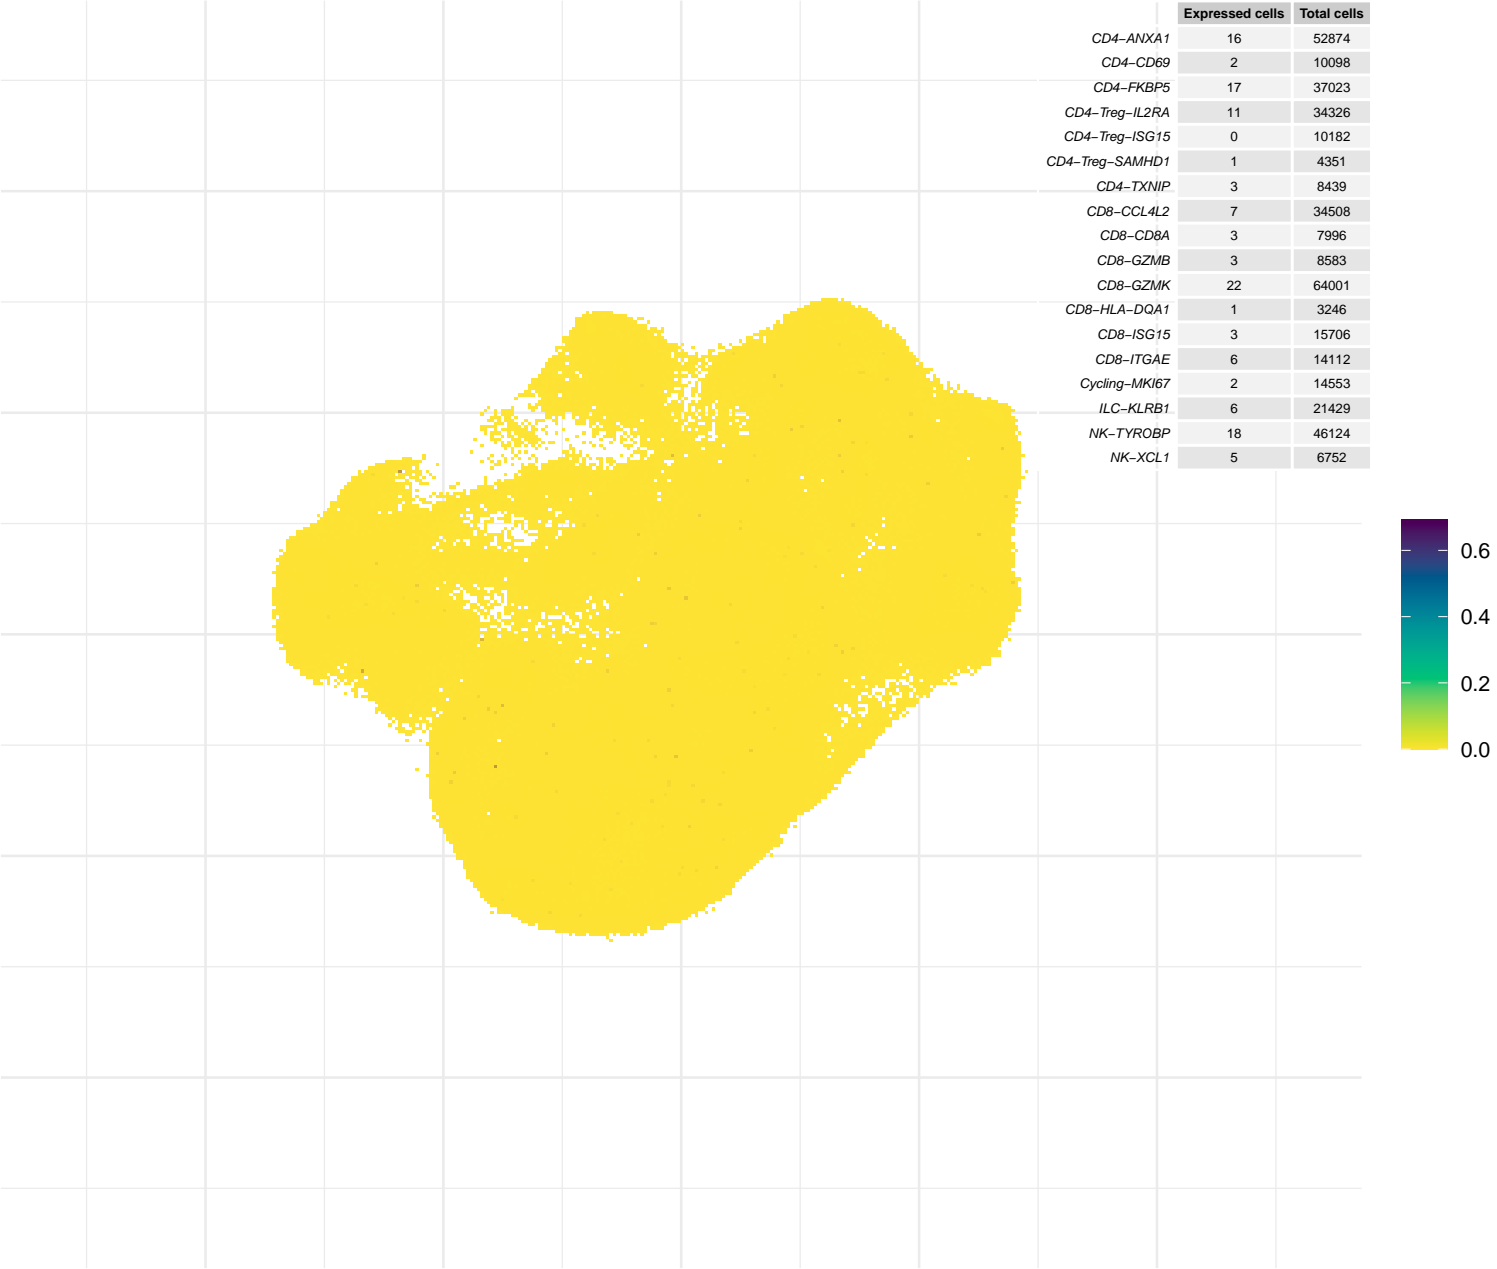 Expressed cells Total cells
CD4−ANXA1 16 52874
CD4−CD69 2 10098
CD4−FKBP5 17 37023
CD4−Treg−IL2RA 11 34326
CD4−Treg−ISG15 0 10182
CD4−Treg−SAMHD1 1 4351
CD4−TXNIP 3 8439
CD8−CCL4L2 7 34508
CD8−CD8A 3 7996
CD8−GZMB 3 8583
CD8−GZMK 22 64001
CD8−HLA−DQA1 1 3246
CD8−ISG15 3 15706
CD8−ITGAE 6 14112
Cycling−MKI67 2 14553
ILC−KLRB1 6 21429
NK−TYROBP 18 46124
NK−XCL1 5 6752
0.6
0.4
0.2
0.0